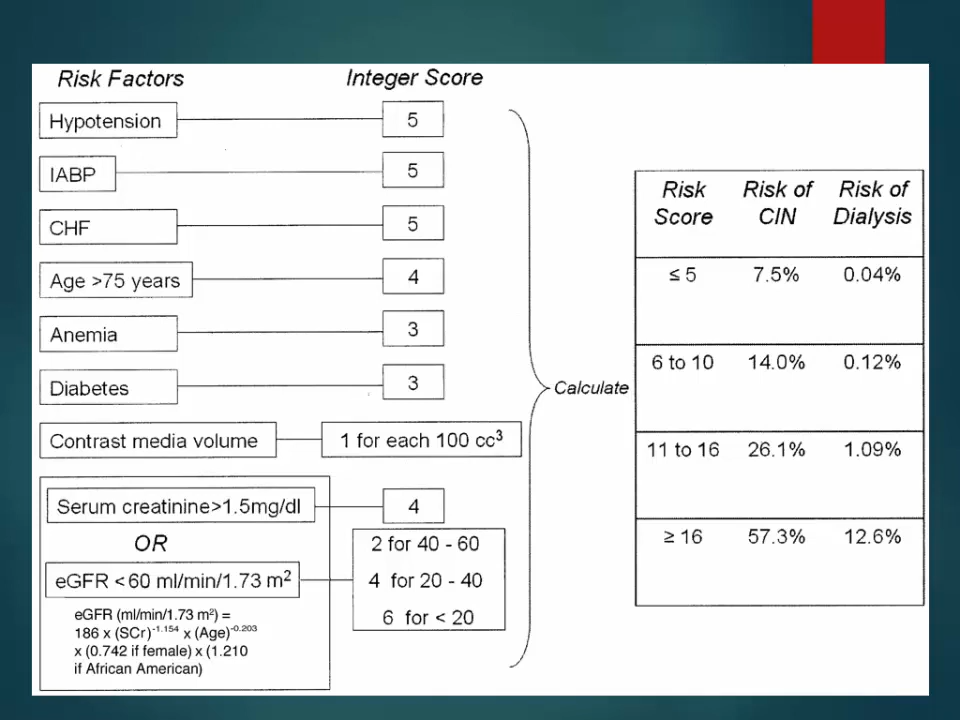 Risk Factors
Integer Score
Hypotension
5
IABP
5
CHF
5
Age >75 years
4
Anemia
3
Diabetes
3
Contrast media volume
1 for each 100 cc³
Serum creatinine>1.5mg/dl
4
OR
eGFR <60 ml/min/1.73 m²
2 for 40 - 60
4 for 20 - 40
6 for < 20
eGFR (ml/min/1.73 m²) =
186 x (SCr)⁻¹·¹⁵⁴ x (Age)⁻⁰·²⁰³
x (0.742 if female) x (1.210
if African American)
Calculate
Risk Score Risk of CIN Risk of Dialysis
≤ 5 7.5% 0.04%
6 to 10 14.0% 0.12%
11 to 16 26.1% 1.09%
≥ 16 57.3% 12.6%